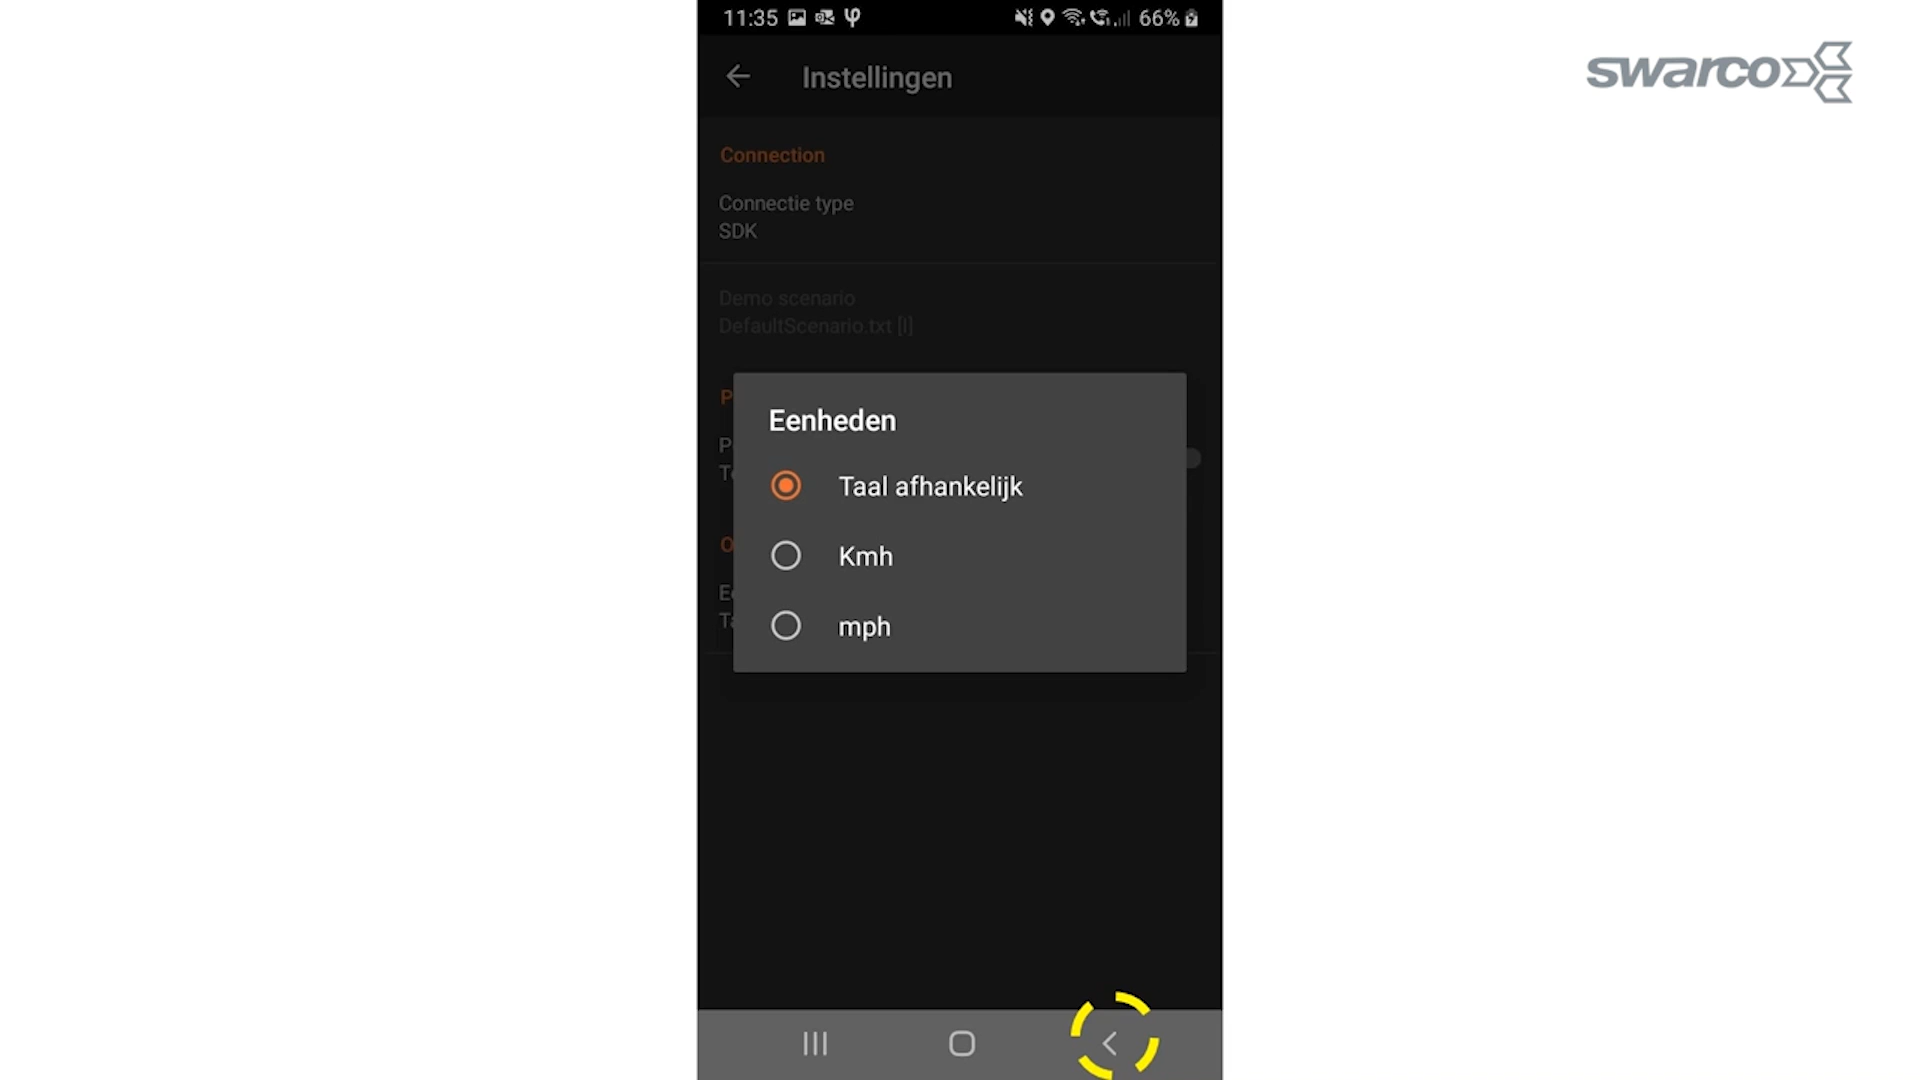 11:35 66%
swarco
Instellingen
Connection
Connectie type
SDK
Demo scenario
DefaultScenario.txt [I]
Eenheden
Taal afhankelijk
Kmh
mph